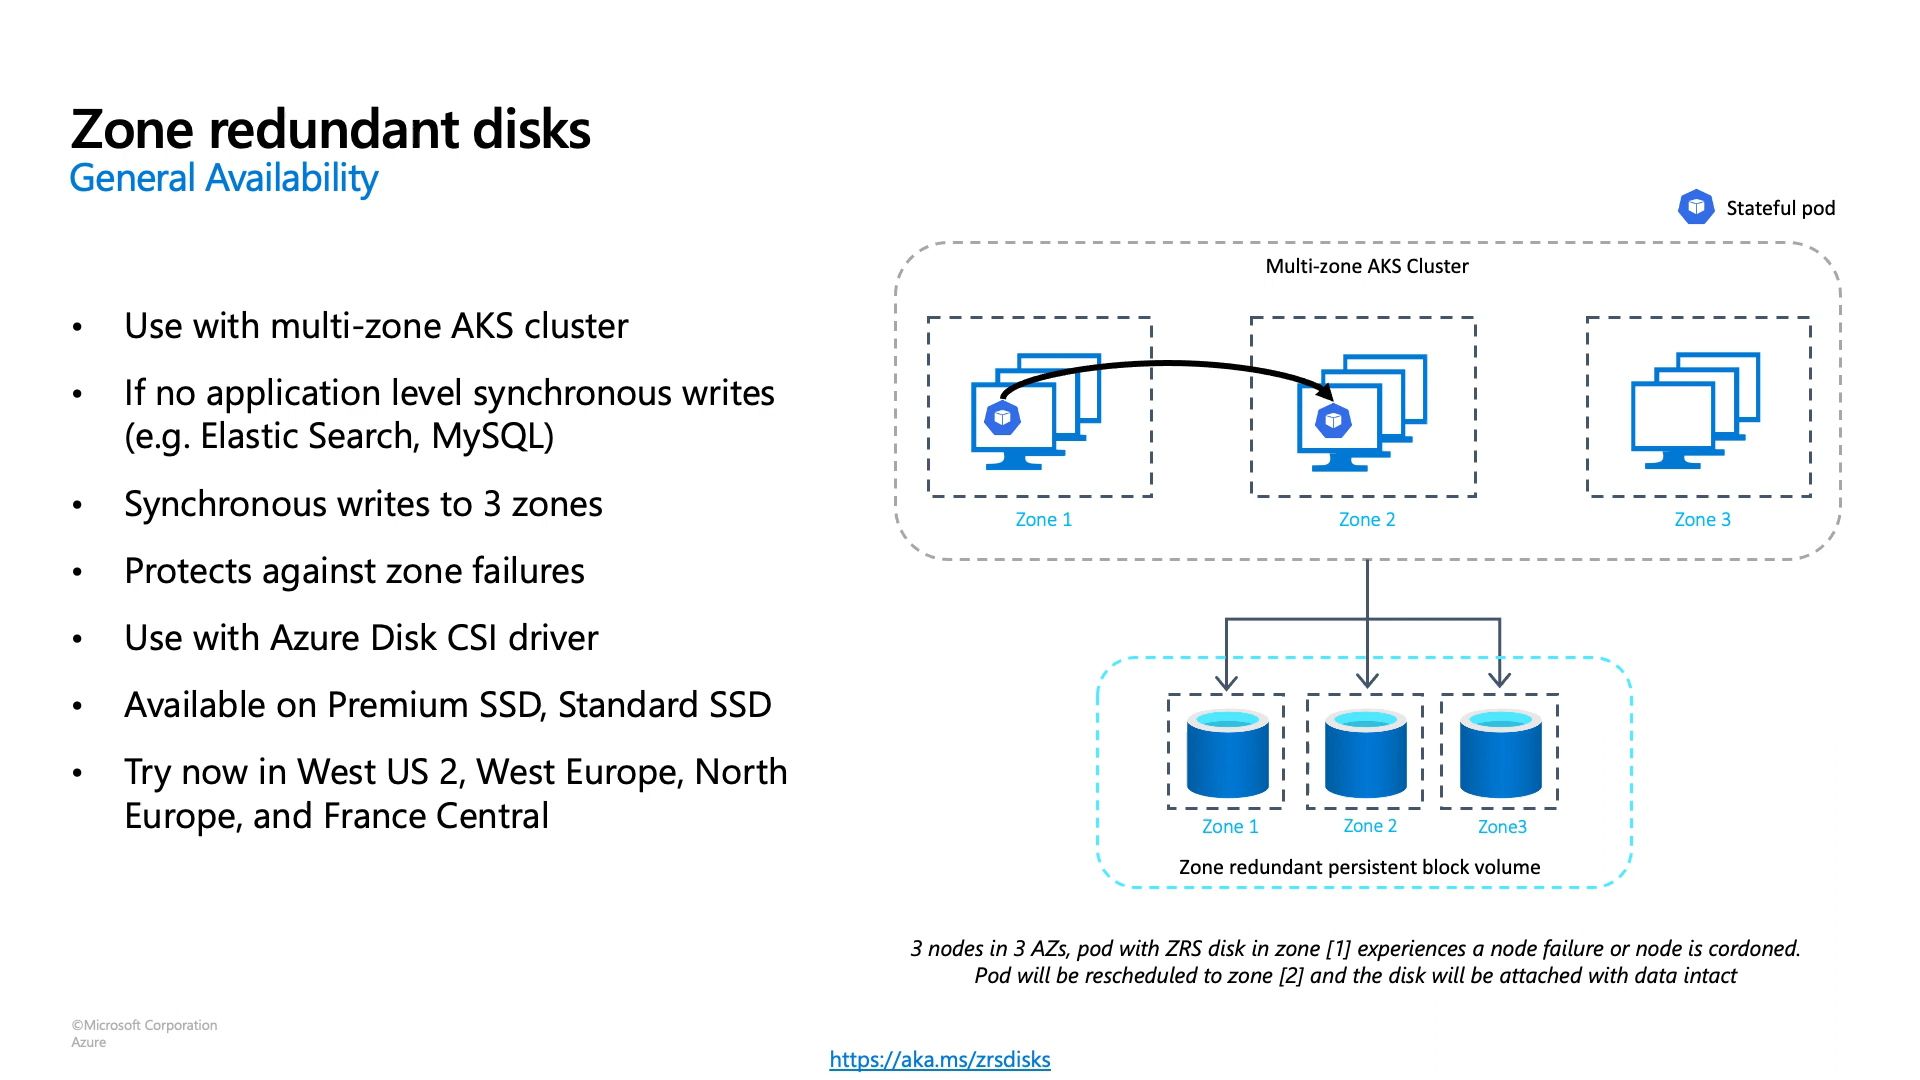 Zone redundant disks
General Availability
• Use with multi-zone AKS cluster
• If no application level synchronous writes
(e.g. Elastic Search, MySQL)
• Synchronous writes to 3 zones
• Protects against zone failures
• Use with Azure Disk CSI driver
• Available on Premium SSD, Standard SSD
• Try now in West US 2, West Europe, North
Europe, and France Central
Stateful pod
Multi-zone AKS Cluster
Zone 1
Zone 2
Zone 3
Zone 1
Zone 2
Zone3
Zone redundant persistent block volume
3 nodes in 3 AZs, pod with ZRS disk in zone [1] experiences a node failure or node is cordoned.
Pod will be rescheduled to zone [2] and the disk will be attached with data intact
©Microsoft Corporation
Azure
https://aka.ms/zrsdisks